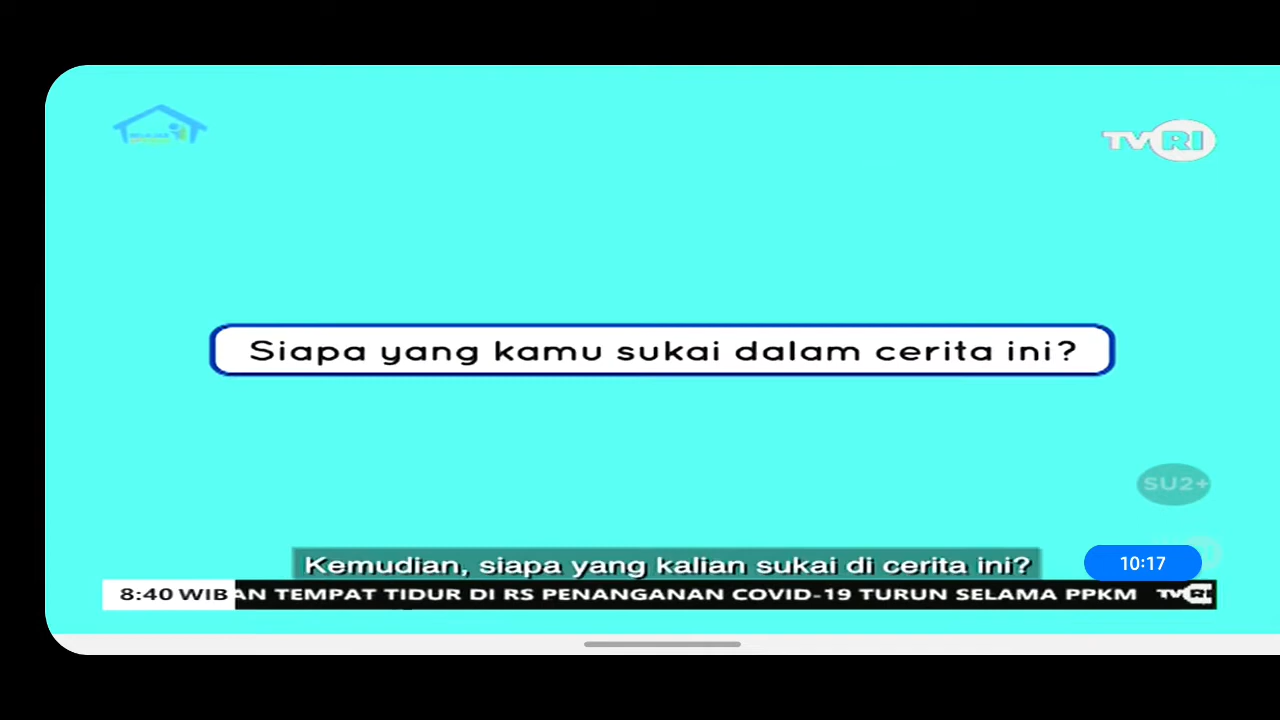 TVRI
Siapa yang kamu sukai dalam cerita ini?
SU2+
Kemudian, siapa yang kalian sukai di cerita ini?
10:17
8:40 WIB AN TEMPAT TIDUR DI RS PENANGANAN COVID-19 TURUN SELAMA PPKM TVRI